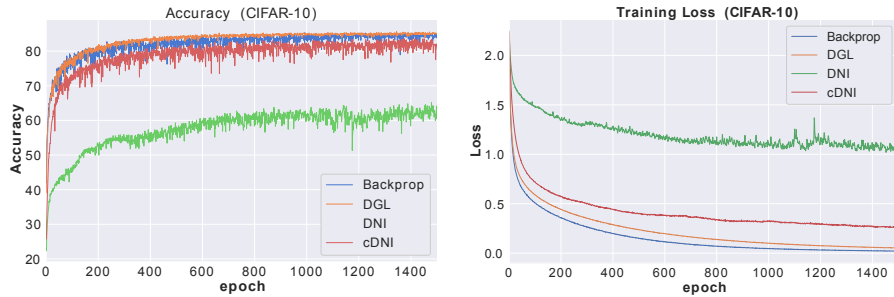 Accuracy (CIFAR-10)
Accuracy
80
70
60
50
40
30
20
Backprop
DGL
DNI
cDNI
0 200 400 600 800 1000 1200 1400
epoch
Training Loss (CIFAR-10)
Loss
2.0
1.5
1.0
0.5
0.0
Backprop
DGL
DNI
cDNI
0 200 400 600 800 1000 1200 1400
epoch